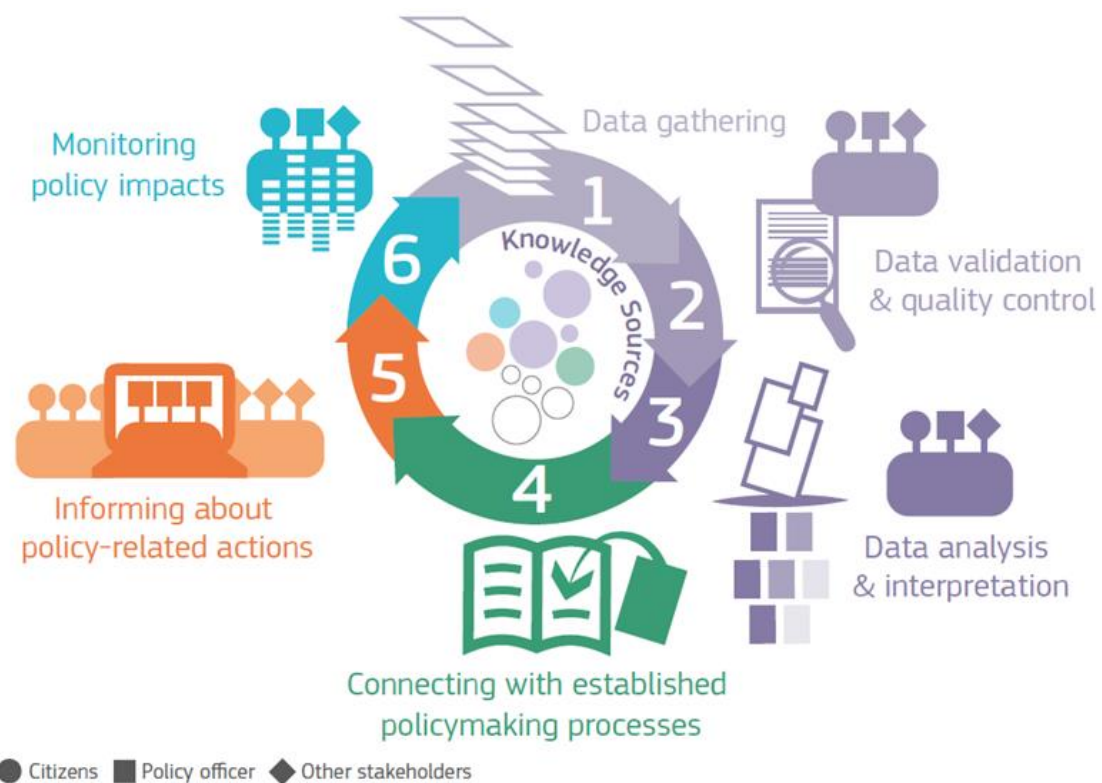 Data gathering
Monitoring
policy impacts
1
Knowledge Sources
6
2
Data validation
& quality control
5
3
4
Informing about
policy-related actions
Data analysis
& interpretation
Connecting with established
policymaking processes
Citizens Policy officer Other stakeholders